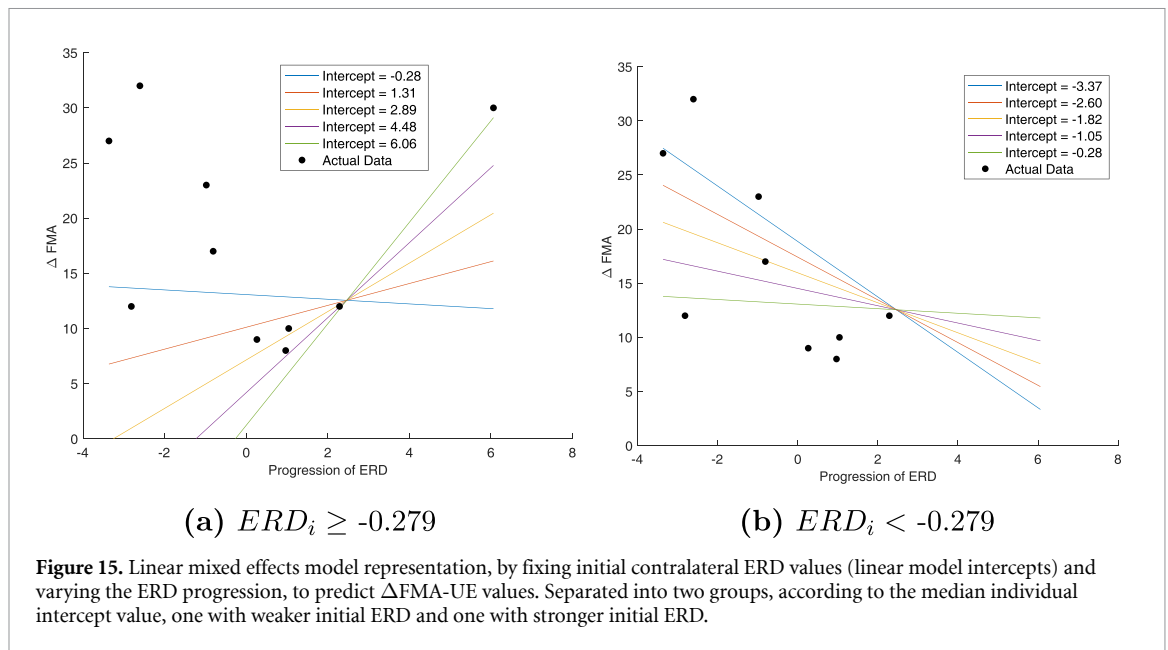 35
30
25
20
15
10
5
0
Δ FMA
-4
-2
0
2
4
6
8
Progression of ERD
Intercept = -0.28
Intercept = 1.31
Intercept = 2.89
Intercept = 4.48
Intercept = 6.06
Actual Data
(a) ERDi ≥ -0.279
35
30
25
20
15
10
5
0
Δ FMA
-4
-2
0
2
4
6
8
Progression of ERD
Intercept = -3.37
Intercept = -2.60
Intercept = -1.82
Intercept = -1.05
Intercept = -0.28
Actual Data
(b) ERDi < -0.279
Figure 15. Linear mixed effects model representation, by fixing initial contralateral ERD values (linear model intercepts) and
varying the ERD progression, to predict ΔFMA-UE values. Separated into two groups, according to the median individual
intercept value, one with weaker initial ERD and one with stronger initial ERD.